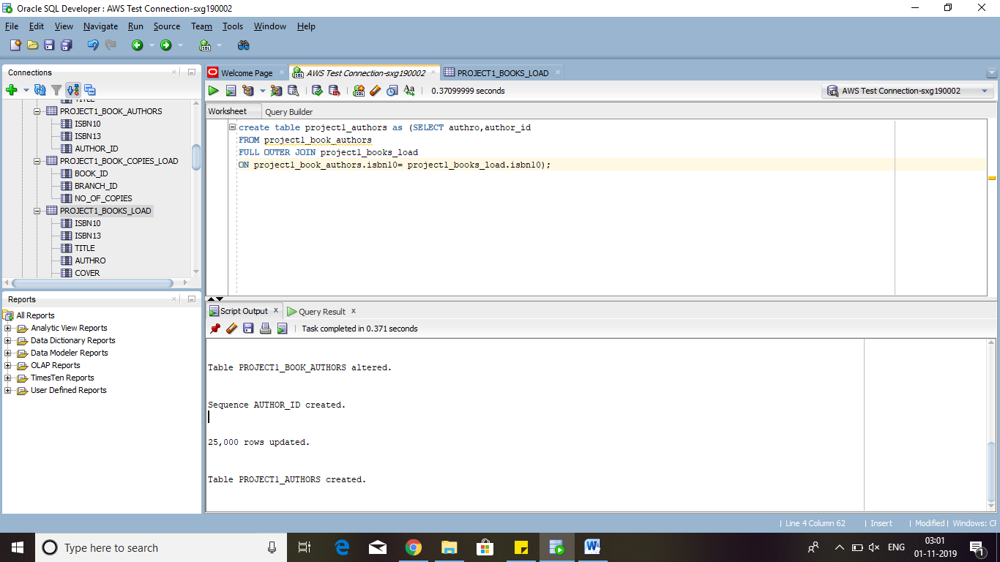 Oracle SQL Developer : AWS Test Connection-sxg190002
File Edit View Navigate Run Source Team Tools Window Help
Connections
TITLE
PROJECT1_BOOK_AUTHORS
ISBN10
ISBN13
AUTHOR_ID
PROJECT1_BOOK_COPIES_LOAD
BOOK_ID
BRANCH_ID
NO_OF_COPIES
PROJECT1_BOOKS_LOAD
ISBN10
ISBN13
TITLE
AUTHRO
COVER
Reports
All Reports
Analytic View Reports
Data Dictionary Reports
Data Modeler Reports
OLAP Reports
TimesTen Reports
User Defined Reports
Welcome Page AWS Test Connection-sxg190002 PROJECT1_BOOKS_LOAD
0.37099999 seconds AWS Test Connection-sxg190002
Worksheet Query Builder
create table project1_authors as (SELECT authro,author_id
FROM project1_book_authors
FULL OUTER JOIN project1_books_load
ON project1_book_authors.isbn10= project1_books_load.isbn10);
Script Output Query Result
Task completed in 0.371 seconds
Table PROJECT1_BOOK_AUTHORS altered.
Sequence AUTHOR_ID created.
25,000 rows updated.
Table PROJECT1_AUTHORS created.
Line 4 Column 62 Insert Modified Windows: CF
Type here to search
ENG
03:01
01-11-2019
1